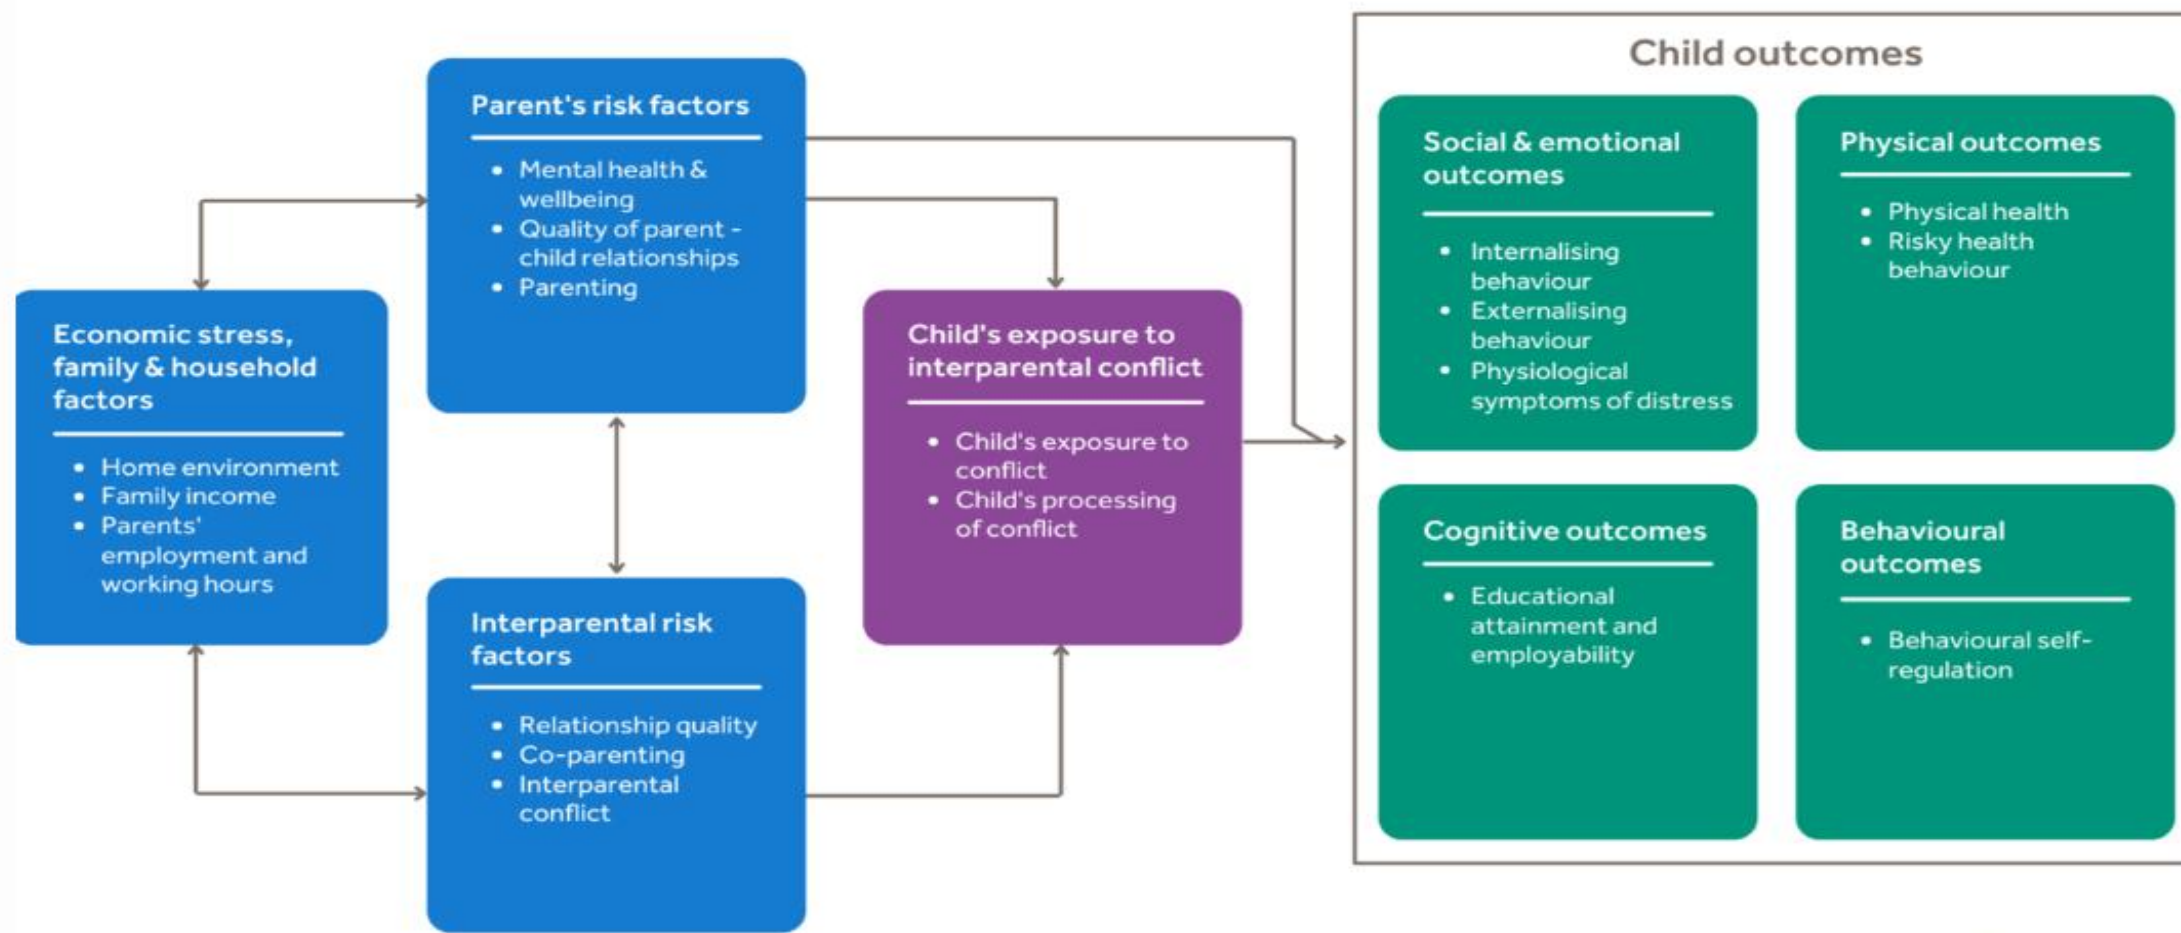 Child outcomes
Parent's risk factors
• Mental health &
wellbeing
• Quality of parent -
child relationships
• Parenting
Economic stress,
family & household
factors
• Home environment
• Family income
• Parents'
employment and
working hours
Interparental risk
factors
• Relationship quality
• Co-parenting
• Interparental
conflict
Child's exposure to
interparental conflict
• Child's exposure to
conflict
• Child's processing
of conflict
Social & emotional
outcomes
• Internalising
behaviour
• Externalising
behaviour
• Physiological
symptoms of distress
Physical outcomes
• Physical health
• Risky health
behaviour
Cognitive outcomes
• Educational
attainment and
employability
Behavioural
outcomes
• Behavioural self-
regulation